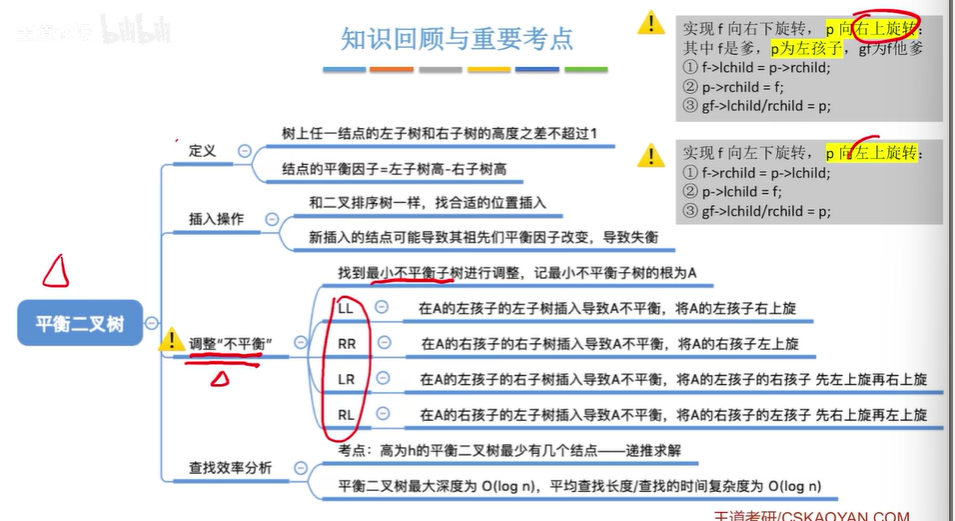 王道论坛 bilibili
知识回顾与重要考点
实现 f 向右下旋转， p 向右上旋转：
其中 f是爹，p为左孩子，gf为f他爹
① f->lchild = p->rchild;
② p->rchild = f;
③ gf->lchild/rchild = p;
实现 f 向左下旋转， p 向左上旋转：
① f->rchild = p->lchild;
② p->lchild = f;
③ gf->lchild/rchild = p;
平衡二叉树
定义
树上任一结点的左子树和右子树的高度之差不超过1
结点的平衡因子=左子树高-右子树高
插入操作
和二叉排序树一样，找合适的位置插入
新插入的结点可能导致其祖先们平衡因子改变，导致失衡
调整“不平衡”
找到最小不平衡子树进行调整，记最小不平衡子树的根为A
LL 在A的左孩子的左子树插入导致A不平衡，将A的左孩子右上旋
RR 在A的右孩子的右子树插入导致A不平衡，将A的右孩子左上旋
LR 在A的左孩子的右子树插入导致A不平衡，将A的左孩子的右孩子 先左上旋再右上旋
RL 在A的右孩子的左子树插入导致A不平衡，将A的右孩子的左孩子 先右上旋再左上旋
查找效率分析
考点：高为h的平衡二叉树最少有几个结点——递推求解
平衡二叉树最大深度为 O(log n)，平均查找长度/查找的时间复杂度为 O(log n)
王道考研/CSKAOYAN.COM